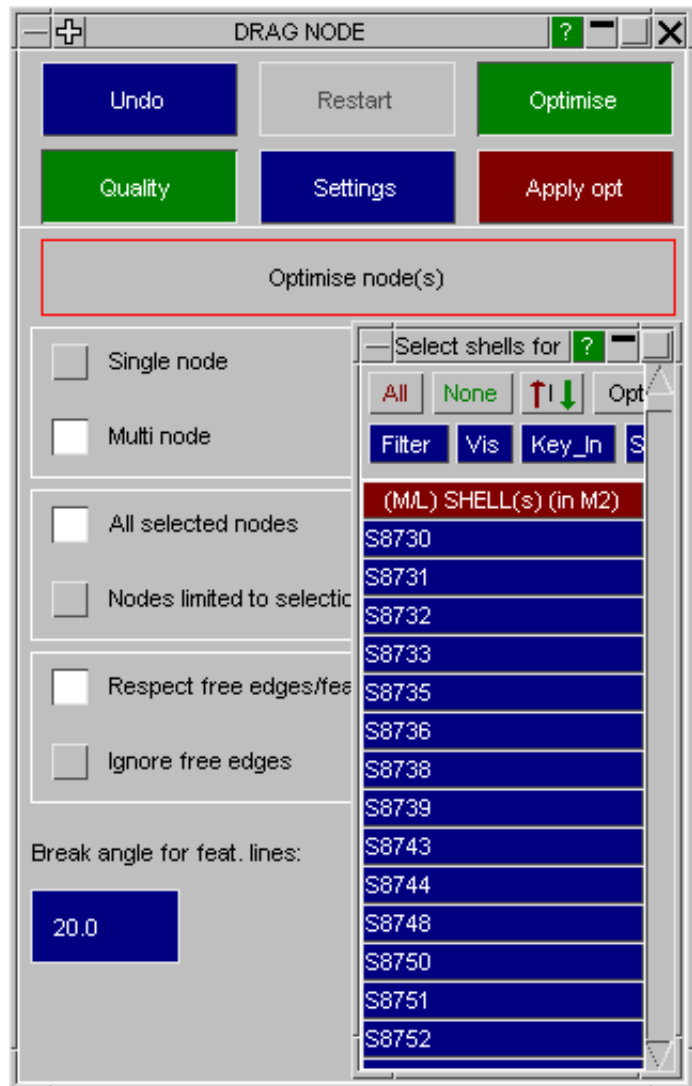 DRAG NODE ?
Undo Restart Optimise
Quality Settings Apply opt
Optimise node(s)
Single node
Multi node
All selected nodes
Nodes limited to selectio
Respect free edges/fea
Ignore free edges
Break angle for feat. lines:
20.0
Select shells for ?
All None Opt
Filter Vis Key_In S
(M/L) SHELL(s) (in M2)
S8730
S8731
S8732
S8733
S8735
S8736
S8738
S8739
S8743
S8744
S8748
S8750
S8751
S8752